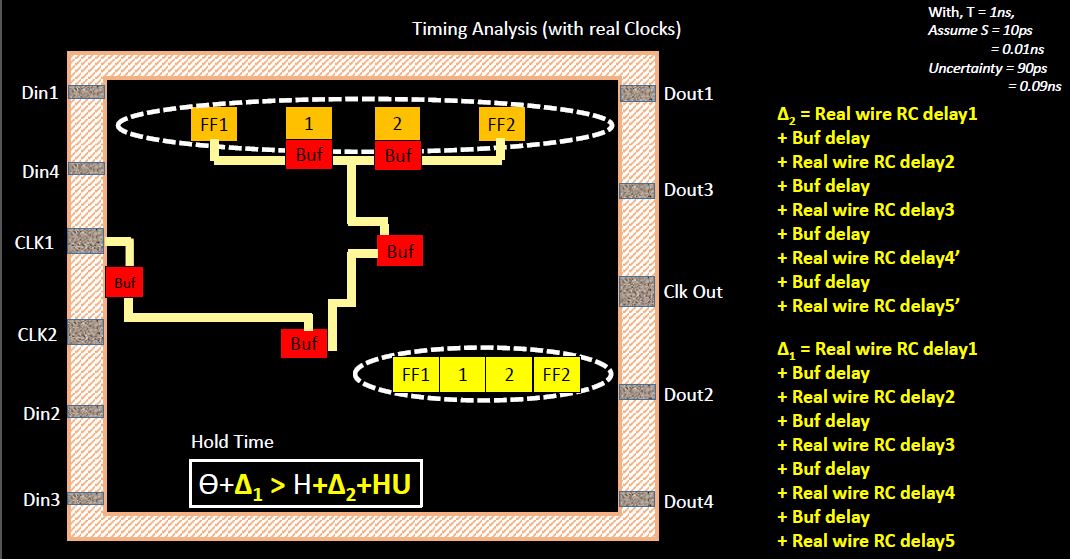 Timing Analysis (with real Clocks)
With, T = 1ns,
Assume S = 10ps
= 0.01ns
Uncertainty = 90ps
= 0.09ns
Din1
Din4
CLK1
CLK2
Din2
Din3
FF1
1
2
FF2
Buf
Buf
Buf
Buf
Buf
FF1
1
2
FF2
Hold Time
Ɵ+Δ₁ > H+Δ₂+HU
Dout1
Dout3
Clk Out
Dout2
Dout4
Δ₂ = Real wire RC delay1
+ Buf delay
+ Real wire RC delay2
+ Buf delay
+ Real wire RC delay3
+ Buf delay
+ Real wire RC delay4’
+ Buf delay
+ Real wire RC delay5’
Δ₁ = Real wire RC delay1
+ Buf delay
+ Real wire RC delay2
+ Buf delay
+ Real wire RC delay3
+ Buf delay
+ Real wire RC delay4
+ Buf delay
+ Real wire RC delay5